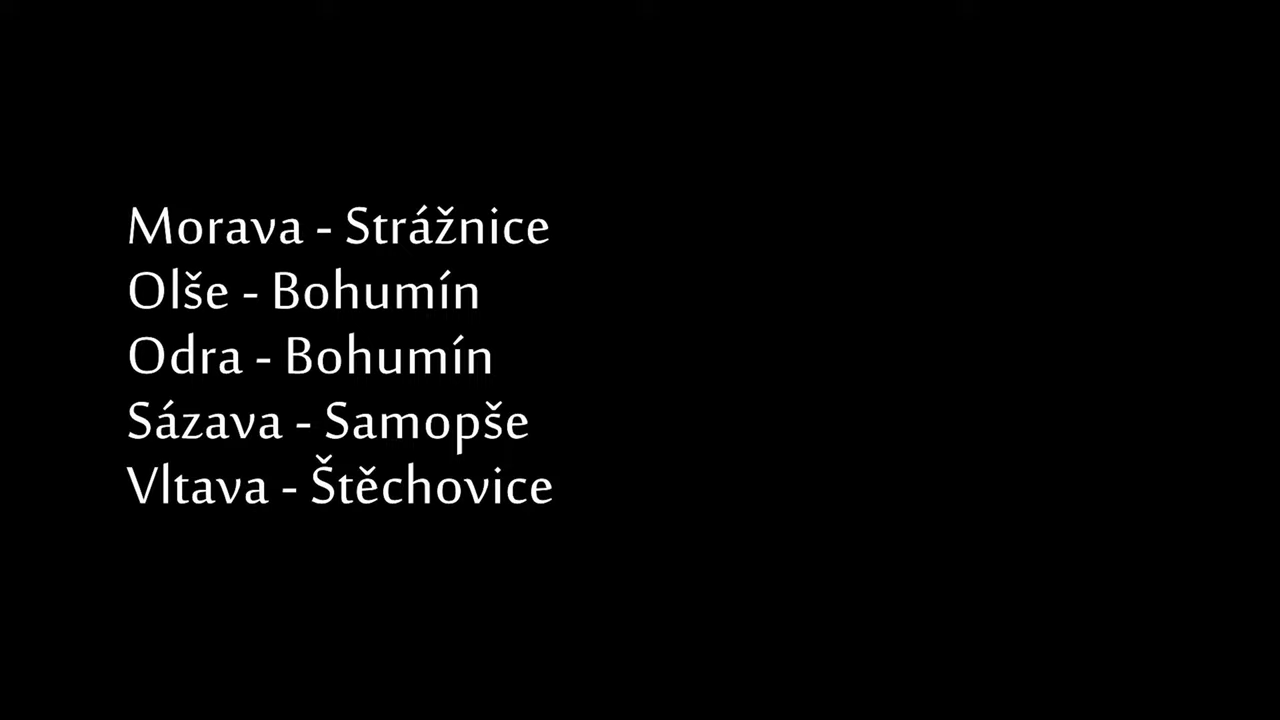 Morava - Strážnice
Olše - Bohumín
Odra - Bohumín
Sázava - Samopše
Vltava - Štěchovice